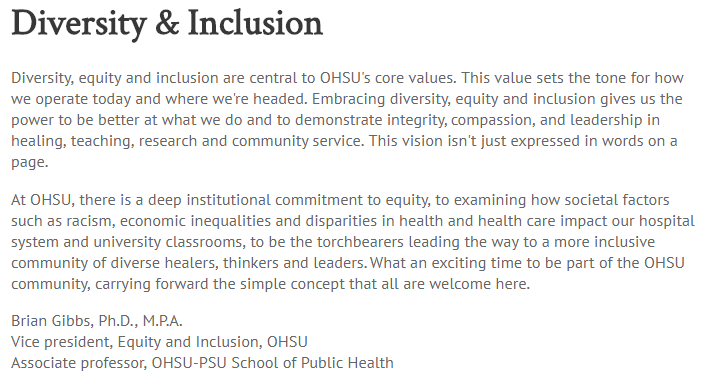 Diversity & Inclusion
Diversity, equity and inclusion are central to OHSU's core values. This value sets the tone for how
we operate today and where we're headed. Embracing diversity, equity and inclusion gives us the
power to be better at what we do and to demonstrate integrity, compassion, and leadership in
healing, teaching, research and community service. This vision isn't just expressed in words on a
page.
At OHSU, there is a deep institutional commitment to equity, to examining how societal factors
such as racism, economic inequalities and disparities in health and health care impact our hospital
system and university classrooms, to be the torchbearers leading the way to a more inclusive
community of diverse healers, thinkers and leaders. What an exciting time to be part of the OHSU
community, carrying forward the simple concept that all are welcome here.
Brian Gibbs, Ph.D., M.P.A.
Vice president, Equity and Inclusion, OHSU
Associate professor, OHSU-PSU School of Public Health